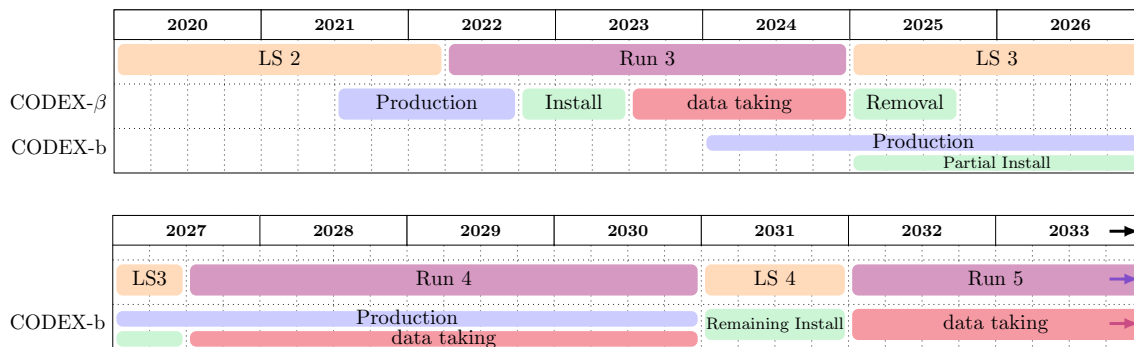 2020 2021 2022 2023 2024 2025 2026
LS 2 Run 3 LS 3
CODEX-β Production Install data taking Removal
CODEX-b Production
Partial Install
2027 2028 2029 2030 2031 2032 2033
LS3 Run 4 LS 4 Run 5
CODEX-b Production Remaining Install data taking
data taking